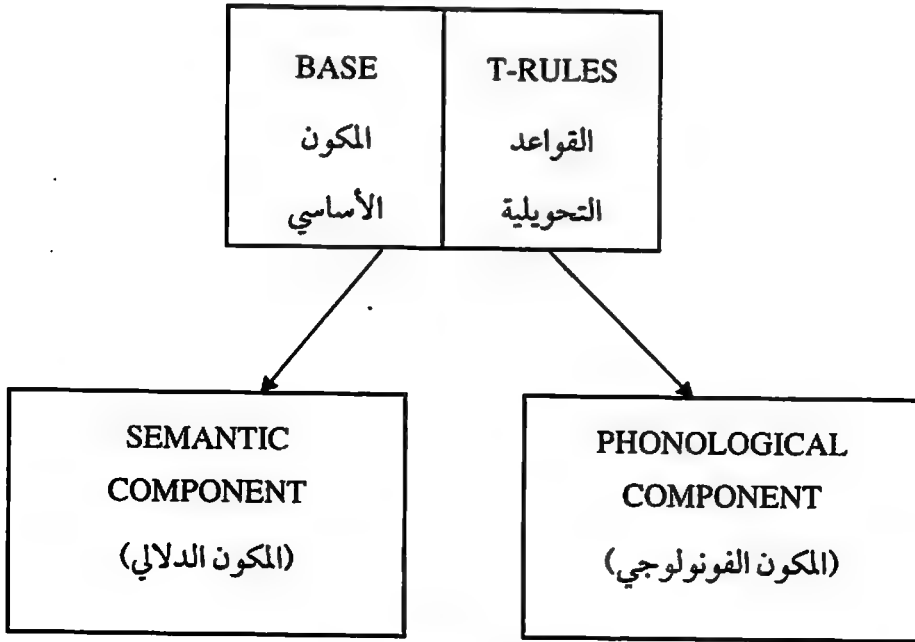 BASE
المكون
الأساسي
T-RULES
القواعد
التحويلية
SEMANTIC
COMPONENT
(المكون الدلالي)
PHONOLOGICAL
COMPONENT
(المكون الفونولوجي)